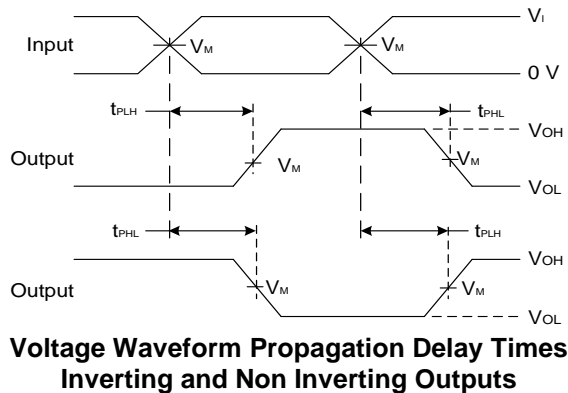 VI
Input VM VM
0 V
tPLH tPHL
VOH
Output VM VM
VOL
tPHL tPLH
VOH
Output VM VM
VOL
Voltage Waveform Propagation Delay Times
Inverting and Non Inverting Outputs